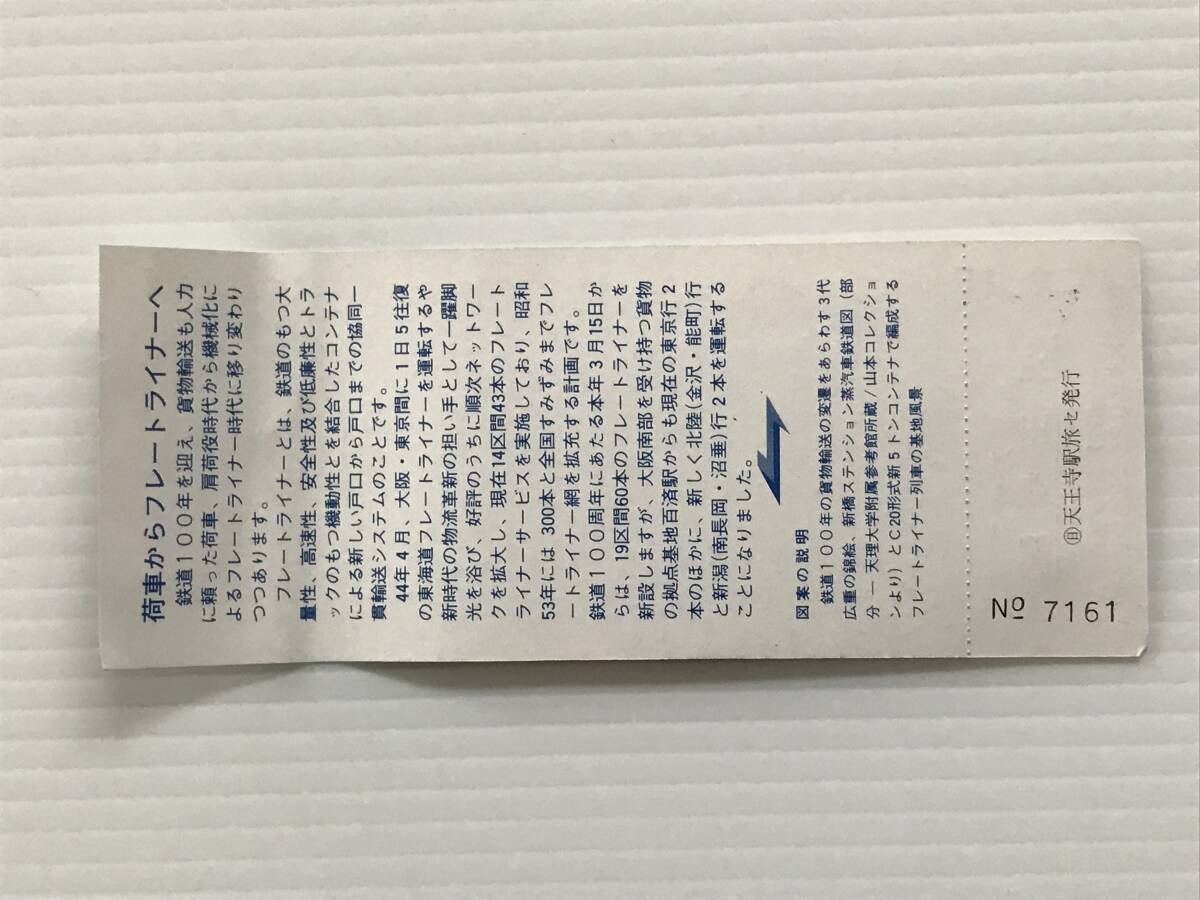 荷車からフレートライナーへ
鉄道100年を迎え、貨物輸送も人力
に頼った荷車、肩荷役時代から機械化に
よるフレートライナー時代に移り変わり
つつあります。
フレートライナーとは、鉄道のもつ大
量性、高速性、安全性及び低廉性とトラ
ックのもつ機動性とを結合したコンテナ
による新しい戸口から戸口までの協同一
貫輸送システムのことです。
44年4月、大阪・東京間に1日5往復
の東海道フレートライナーを運転するや
新時代の物流革新の担い手として一躍脚
光を浴び、好評のうちに順次ネットワー
クを拡大し、現在14区間43本のフレート
ライナーサービスを実施しており、昭和
53年には300本と全国すみずみまでフレ
ートライナー網を拡充する計画です。
鉄道100周年にあたる本年3月15日か
らは、19区間60本のフレートライナーを
新設しますが、大阪南部を受け持つ貨物
の拠点基地百済駅からも現在の東京行2
本のほかに、新しく北陸(金沢・能町)行
と新潟(南長岡・沼垂)行2本を運転する
ことになりました。
図案の説明
鉄道100年の貨物輸送の変遷をあらわす3代
広重の錦絵、新橋ステンション蒸汽車鉄道図(部
分―天理大学附属参考館所蔵/山本コレクショ
ンより)とC20形式新5トンコンテナで編成する
フレートライナー列車の基地風景
№ 7161
㊐天王寺駅旅セ発行